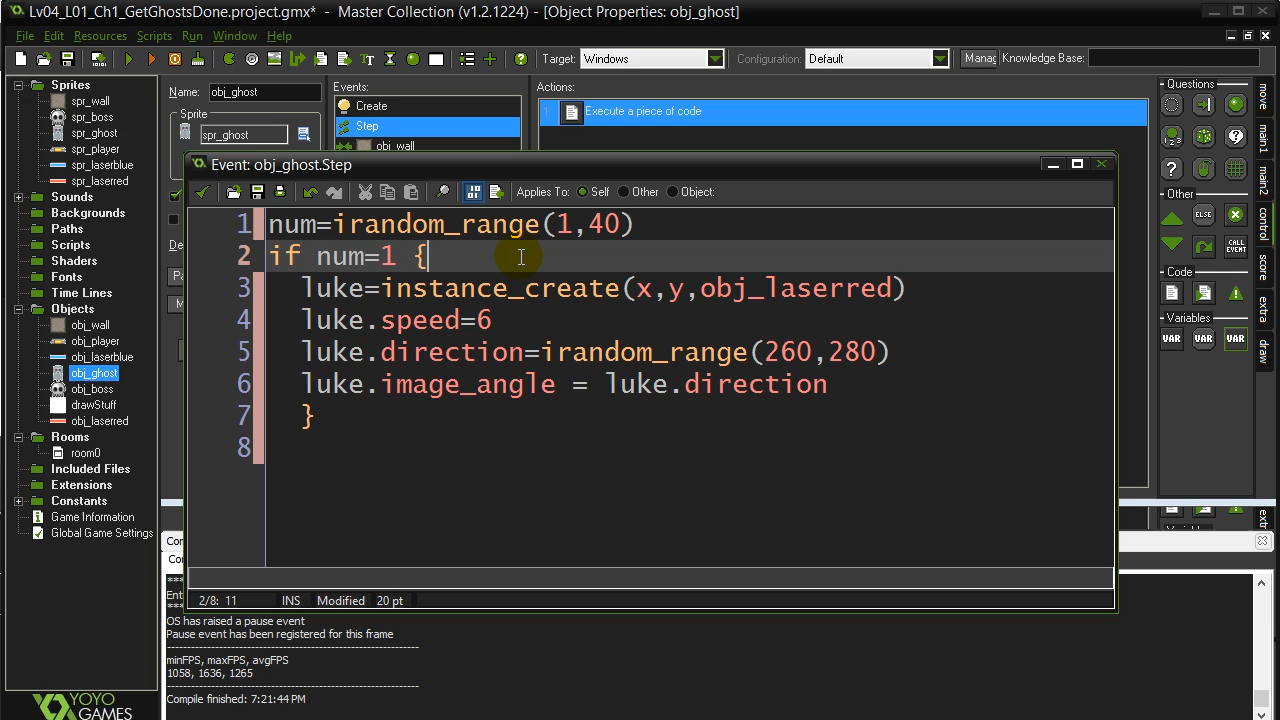 Lv04_L01_Ch1_GetGhostsDone.project.gmx* - Master Collection (v1.2.1224) - [Object Properties: obj_ghost]
File Edit Resources Scripts Run Window Help
Target: Windows Configuration: Default Manac Knowledge Base:
Sprites
spr_wall
spr_boss
spr_ghost
spr_player
spr_laserblue
spr_laserred
Sounds
Backgrounds
Paths
Scripts
Shaders
Fonts
Time Lines
Objects
obj_wall
obj_player
obj_laserblue
obj_ghost
obj_boss
drawStuff
obj_laserred
Rooms
room0
Included Files
Extensions
Constants
Game Information
Global Game Settings
YOYO
GAMES
Name: obj_ghost
Sprite
spr_ghost
Events:
Create
Step
obj_wall
Actions:
1 Execute a piece of code
Event: obj_ghost.Step
Applies To: Self Other Object:
1 num=irandom_range(1,40)
2 if num=1 {
3 luke=instance_create(x,y,obj_laserred)
4 luke.speed=6
5 luke.direction=irandom_range(260,280)
6 luke.image_angle = luke.direction
7 }
8
2/8: 11 INS Modified 20 pt
OS has raised a pause event
Pause event has been registered for this frame
minFPS, maxFPS, avgFPS
1058, 1636, 1265
Compile finished: 7:21:44 PM
Questions
Other
ELSE
CALL
EVENT
Code
Variables
VAR VAR VAR
move
main1
main2
control
score
extra
draw